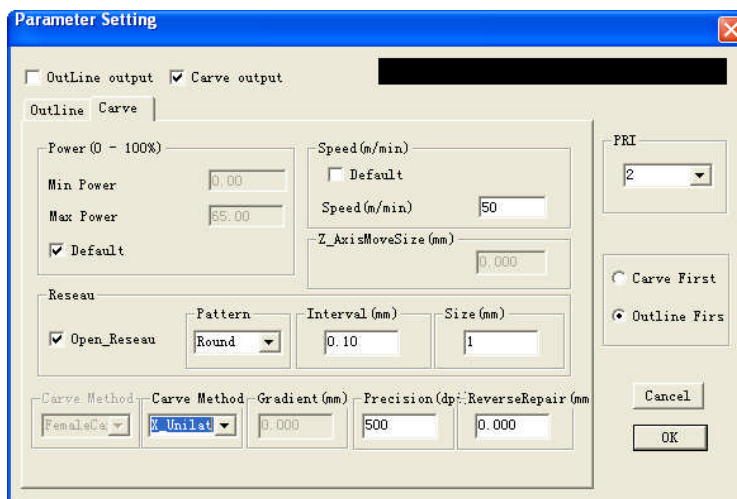 Parameter Setting
OutLine output Carve output
Outline Carve
Power(0 - 100%)
Min Power 0.00
Max Power 65.00
Default
Speed(m/min)
Default
Speed(m/min) 50
Z_AxisMoveSize(mm)
0.000
PRI
2
Carve First
Outline Firs
Reseau
Open_Reseau
Pattern
Round
Interval(mm)
0.10
Size(mm)
1
Carve Method
FemaleCa
Carve Method
X_Unilat
Gradient(mm)
0.000
Precision(dpi
500
ReverseRepair(mm
0.000
Cancel
OK